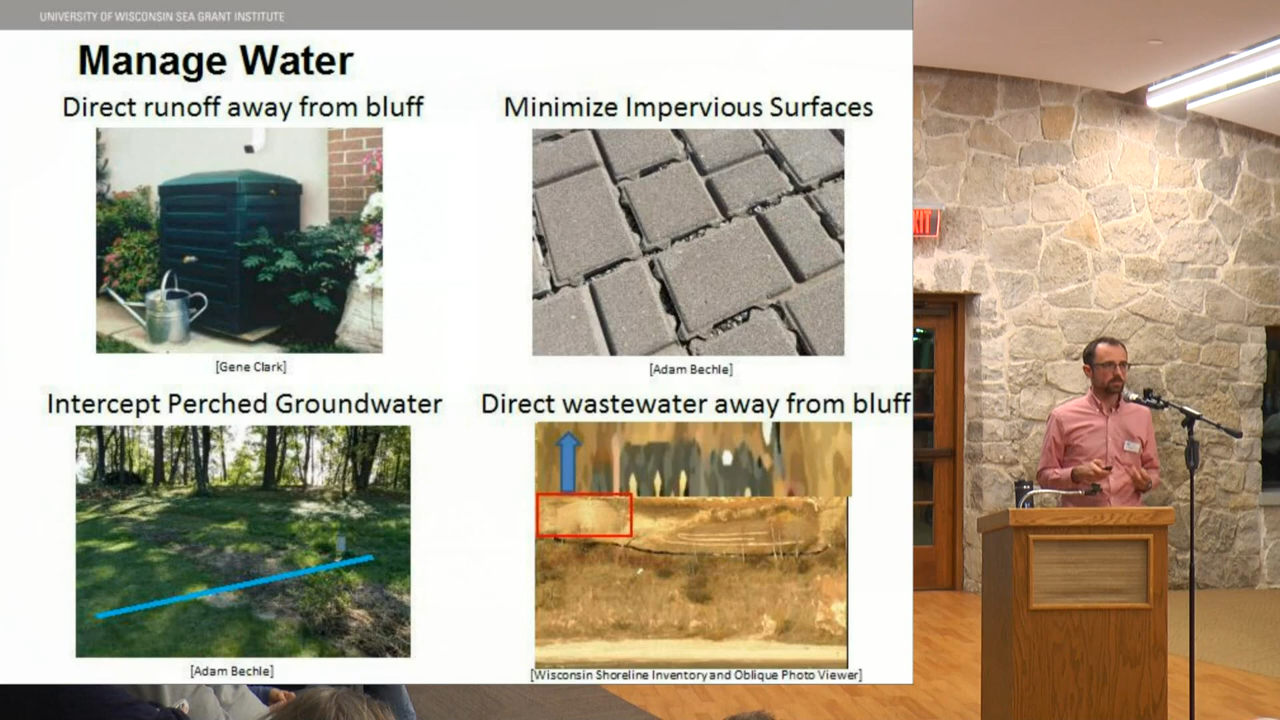 UNIVERSITY OF WISCONSIN SEA GRANT INSTITUTE
Manage Water
Direct runoff away from bluff
Minimize Impervious Surfaces
[Gene Clark]
[Adam Bechle]
Intercept Perched Groundwater
Direct wastewater away from bluff
[Adam Bechle]
[Wisconsin Shoreline Inventory and Oblique Photo Viewer]